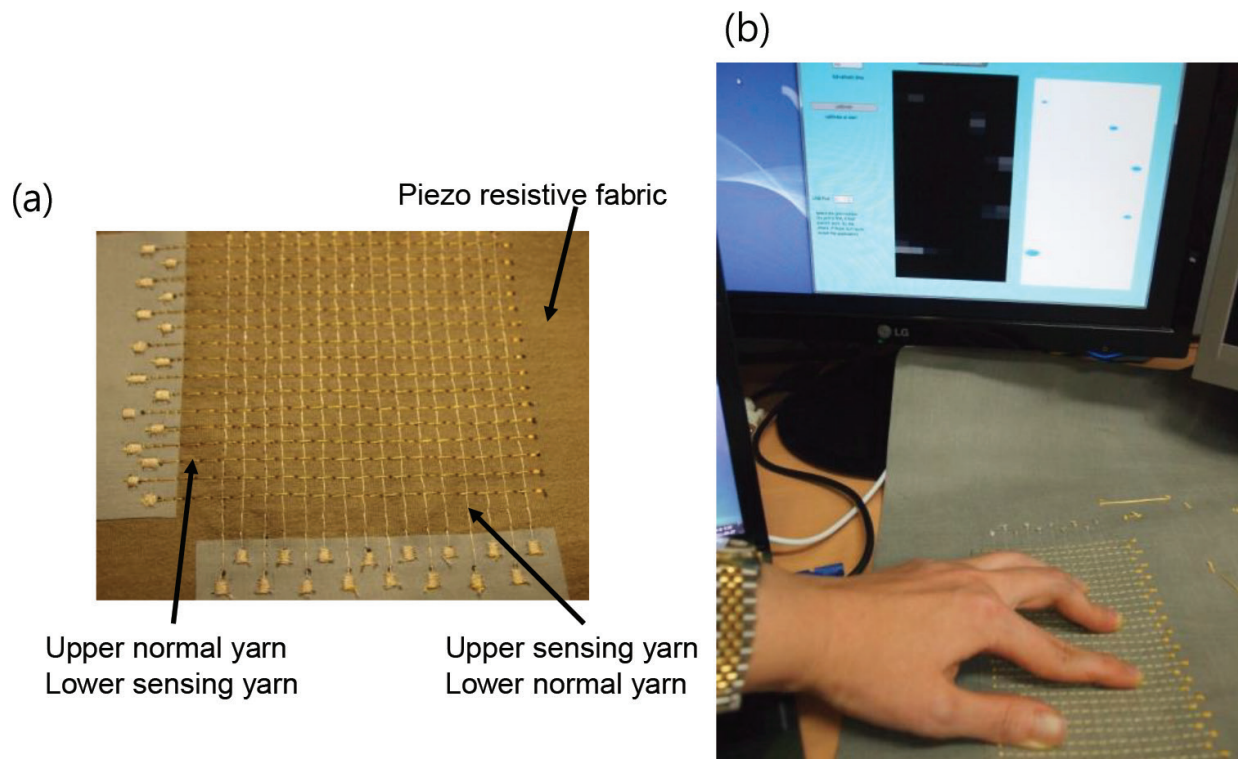 (b)
(a)
Piezo resistive fabric
LG
Upper normal yarn
Lower sensing yarn
Upper sensing yarn
Lower normal yarn